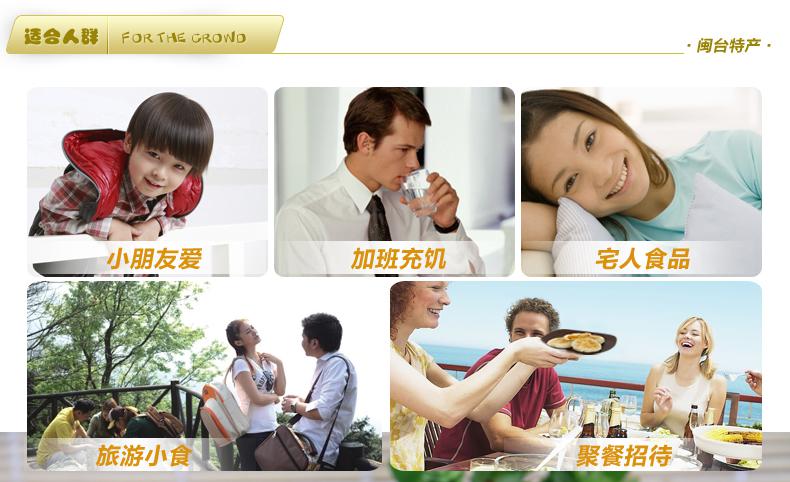 适合人群 FOR THE CROWD
· 闽台特产 ·
小朋友爱
加班充饥
宅人食品
旅游小食
聚餐招待